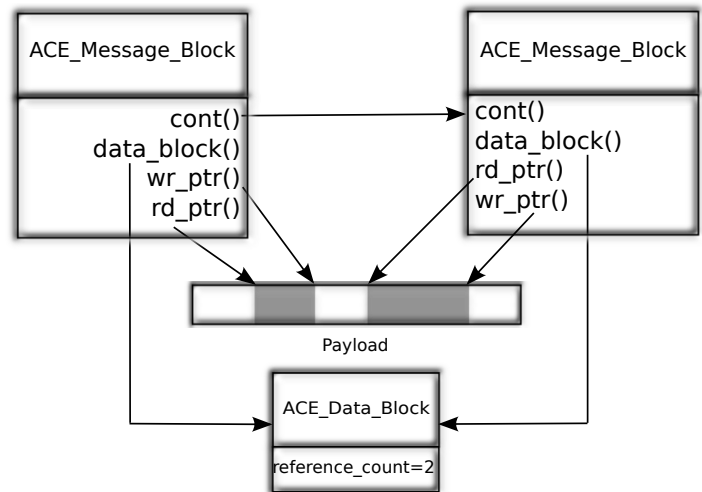 ACE_Message_Block
cont()
data_block()
wr_ptr()
rd_ptr()
ACE_Message_Block
cont()
data_block()
rd_ptr()
wr_ptr()
Payload
ACE_Data_Block
reference_count=2